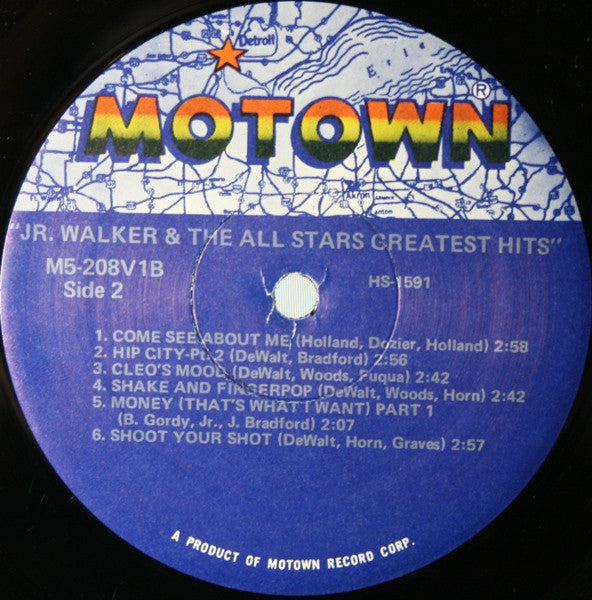 Detroit
Erie
MOTOWN®
Akron
"JR. WALKER & THE ALL STARS GREATEST HITS"
M5-208V1B
HS-1591
Side 2
1. COME SEE ABOUT ME (Holland, Dozier, Holland) 2:58
2. HIP CITY-Pt. 2 (DeWalt, Bradford) 2:56
3. CLEO'S MOOD (DeWalt, Woods, Fuqua) 2:42
4. SHAKE AND FINGERPOP (DeWalt, Woods, Horn) 2:42
5. MONEY (THAT'S WHAT I WANT) PART 1
(B. Gordy, Jr., J. Bradford) 2:07
6. SHOOT YOUR SHOT (DeWalt, Horn, Graves) 2:57
A PRODUCT OF MOTOWN RECORD CORP.